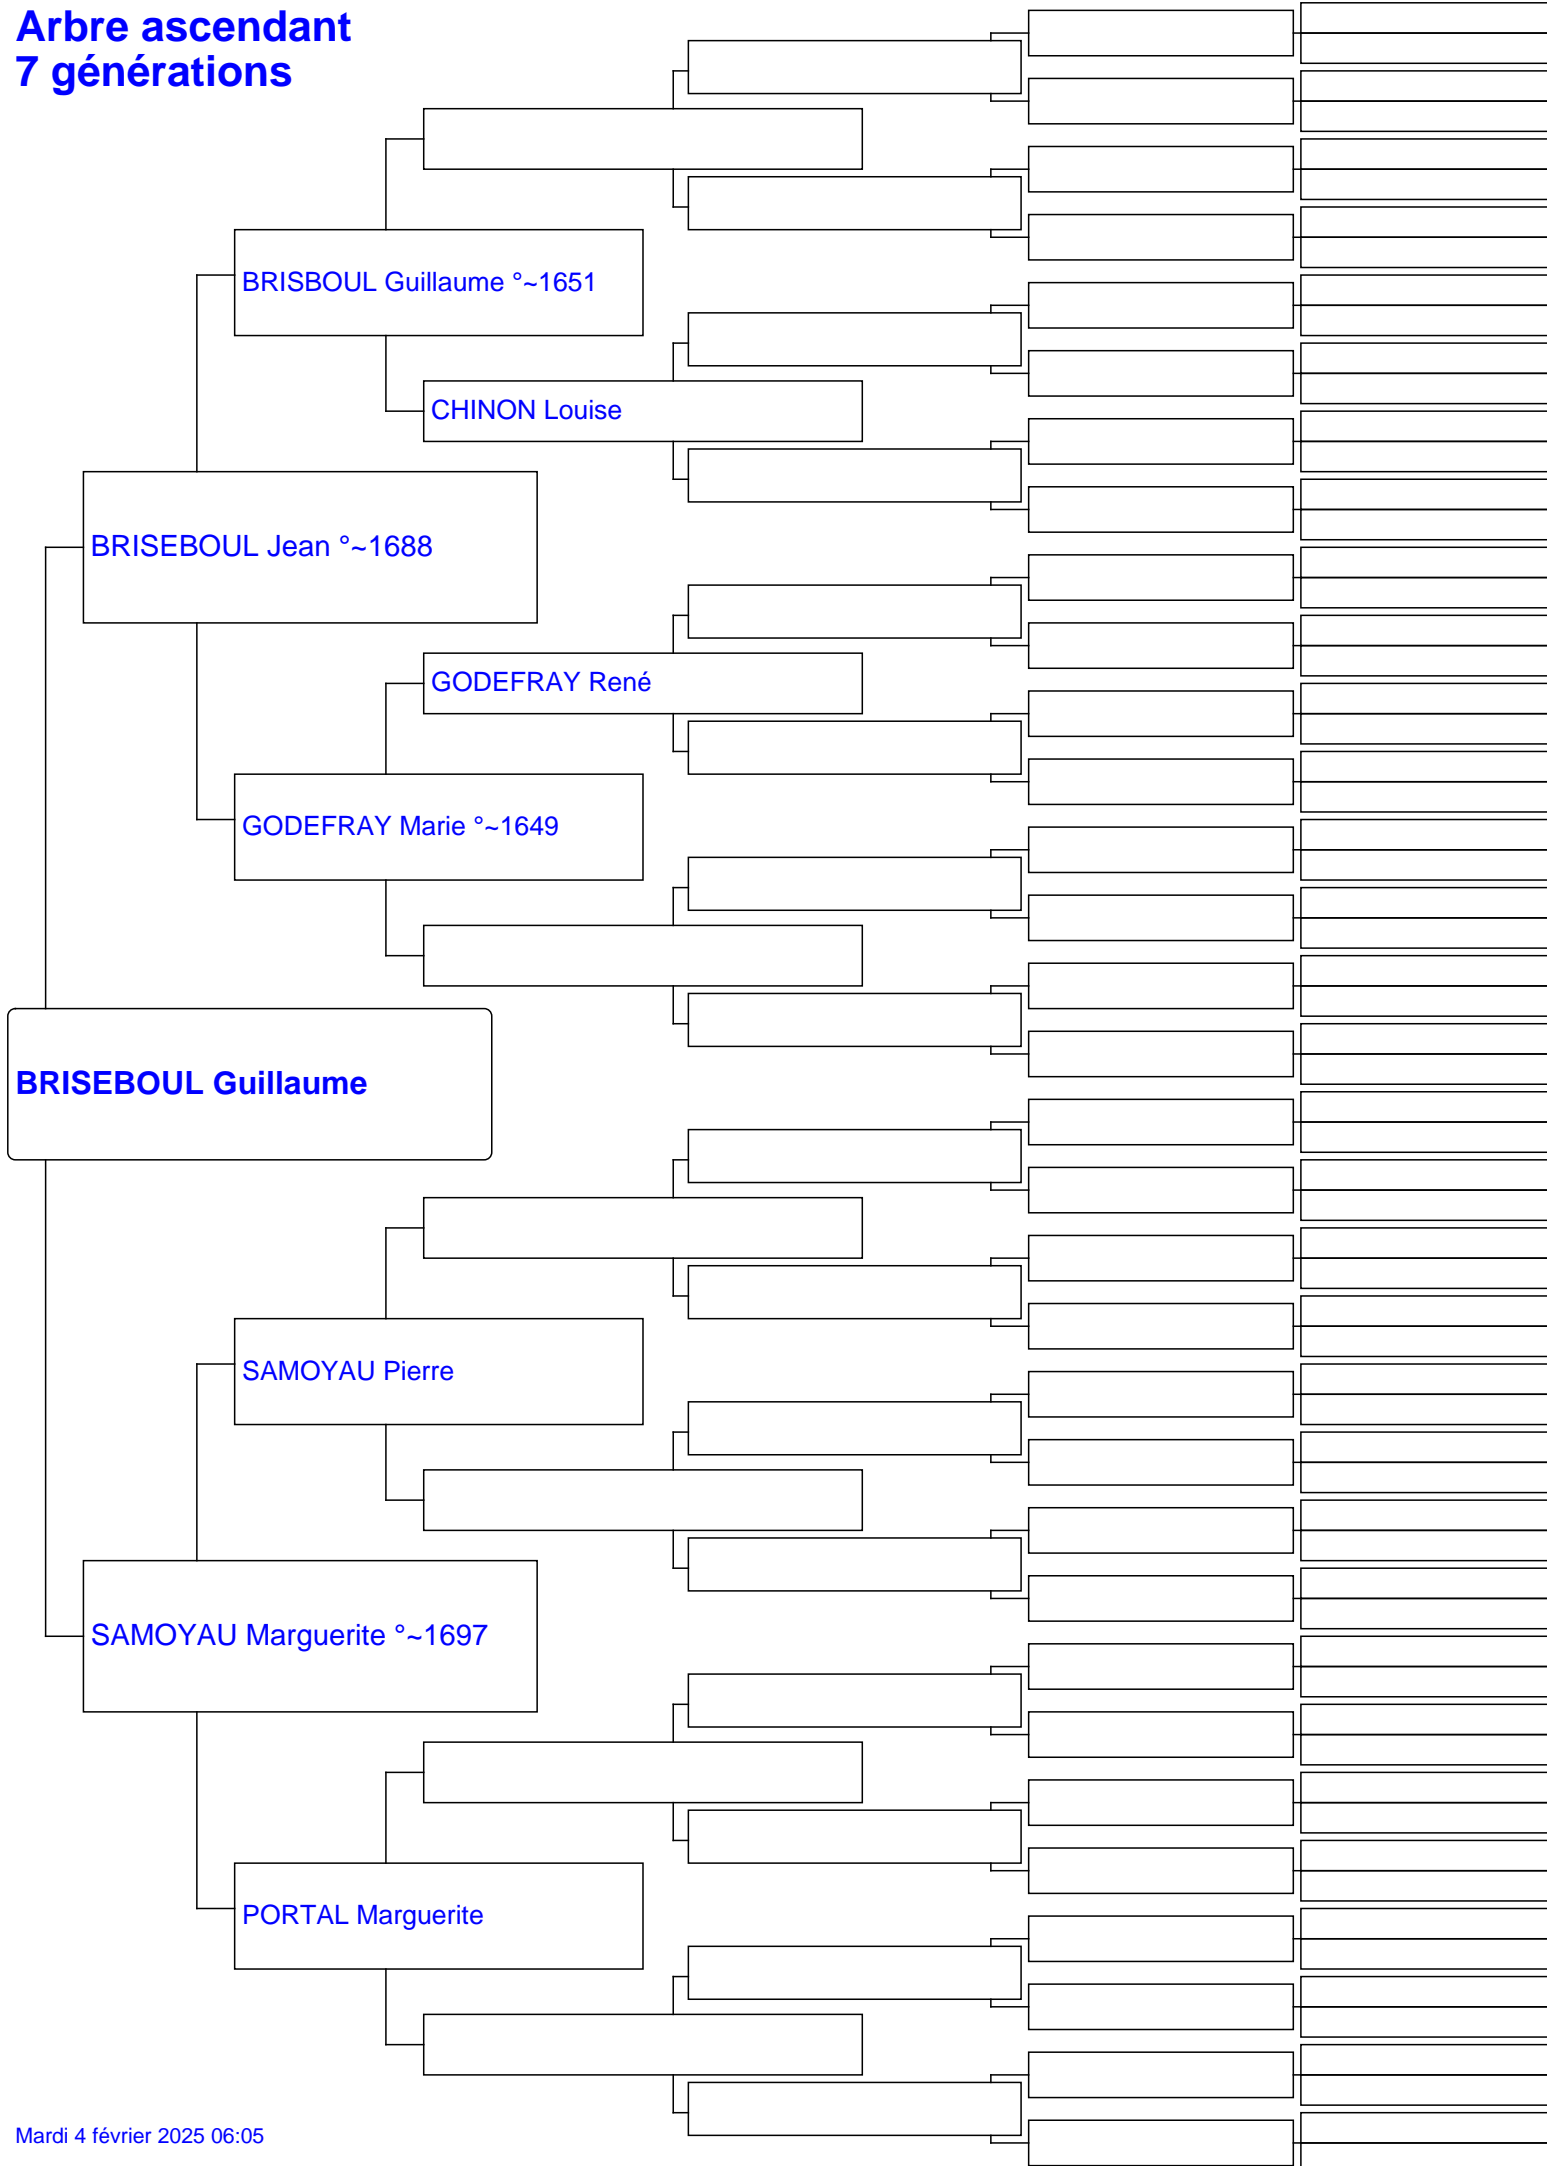 Arbre ascendant
7 générations
BRISBOUL Guillaume °~1651
CHINON Louise
BRISEBOUL Jean °~1688
GODEFRAY René
GODEFRAY Marie °~1649
BRISEBOUL Guillaume
SAMOYAU Pierre
SAMOYAU Marguerite °~1697
PORTAL Marguerite
Mardi 4 février 2025 06:05